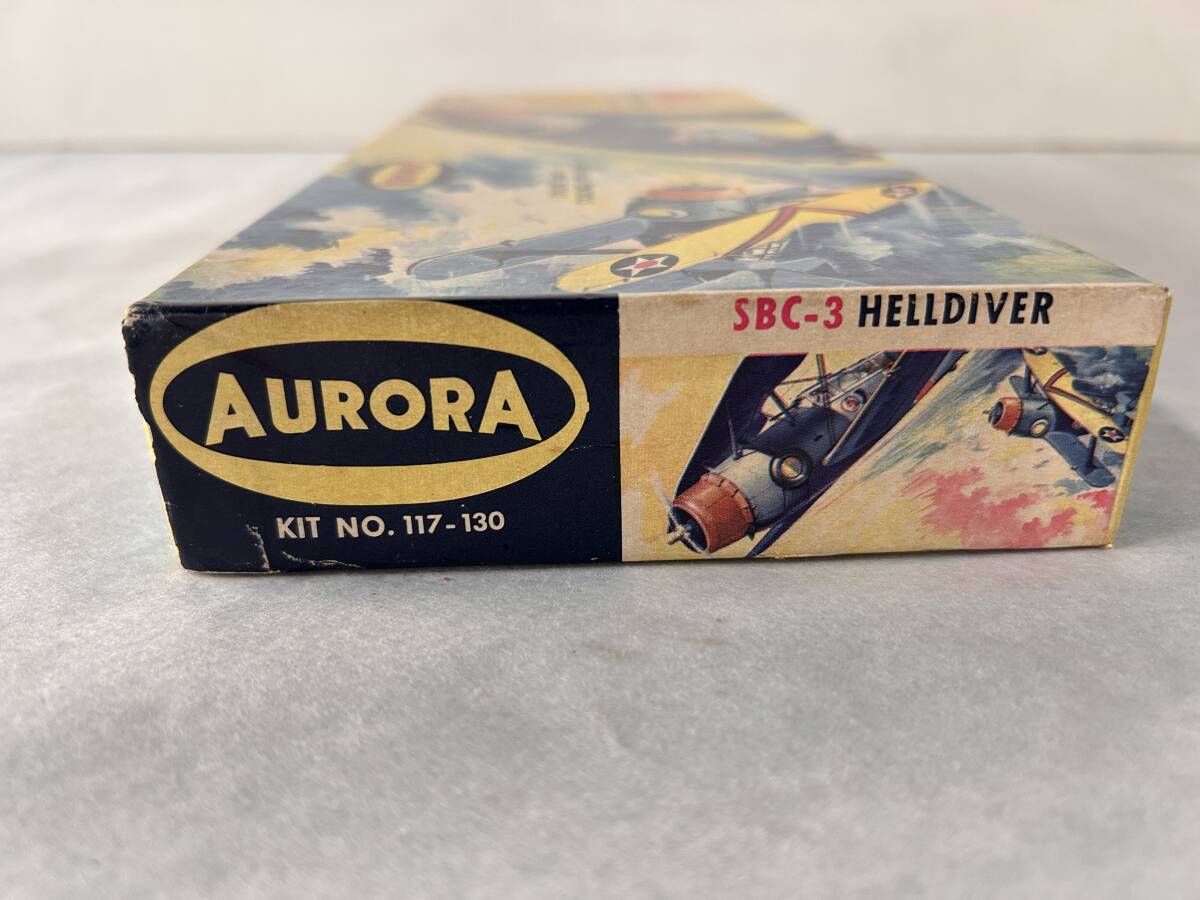 AURORA
KIT NO. 117-130
SBC-3 HELLDIVER